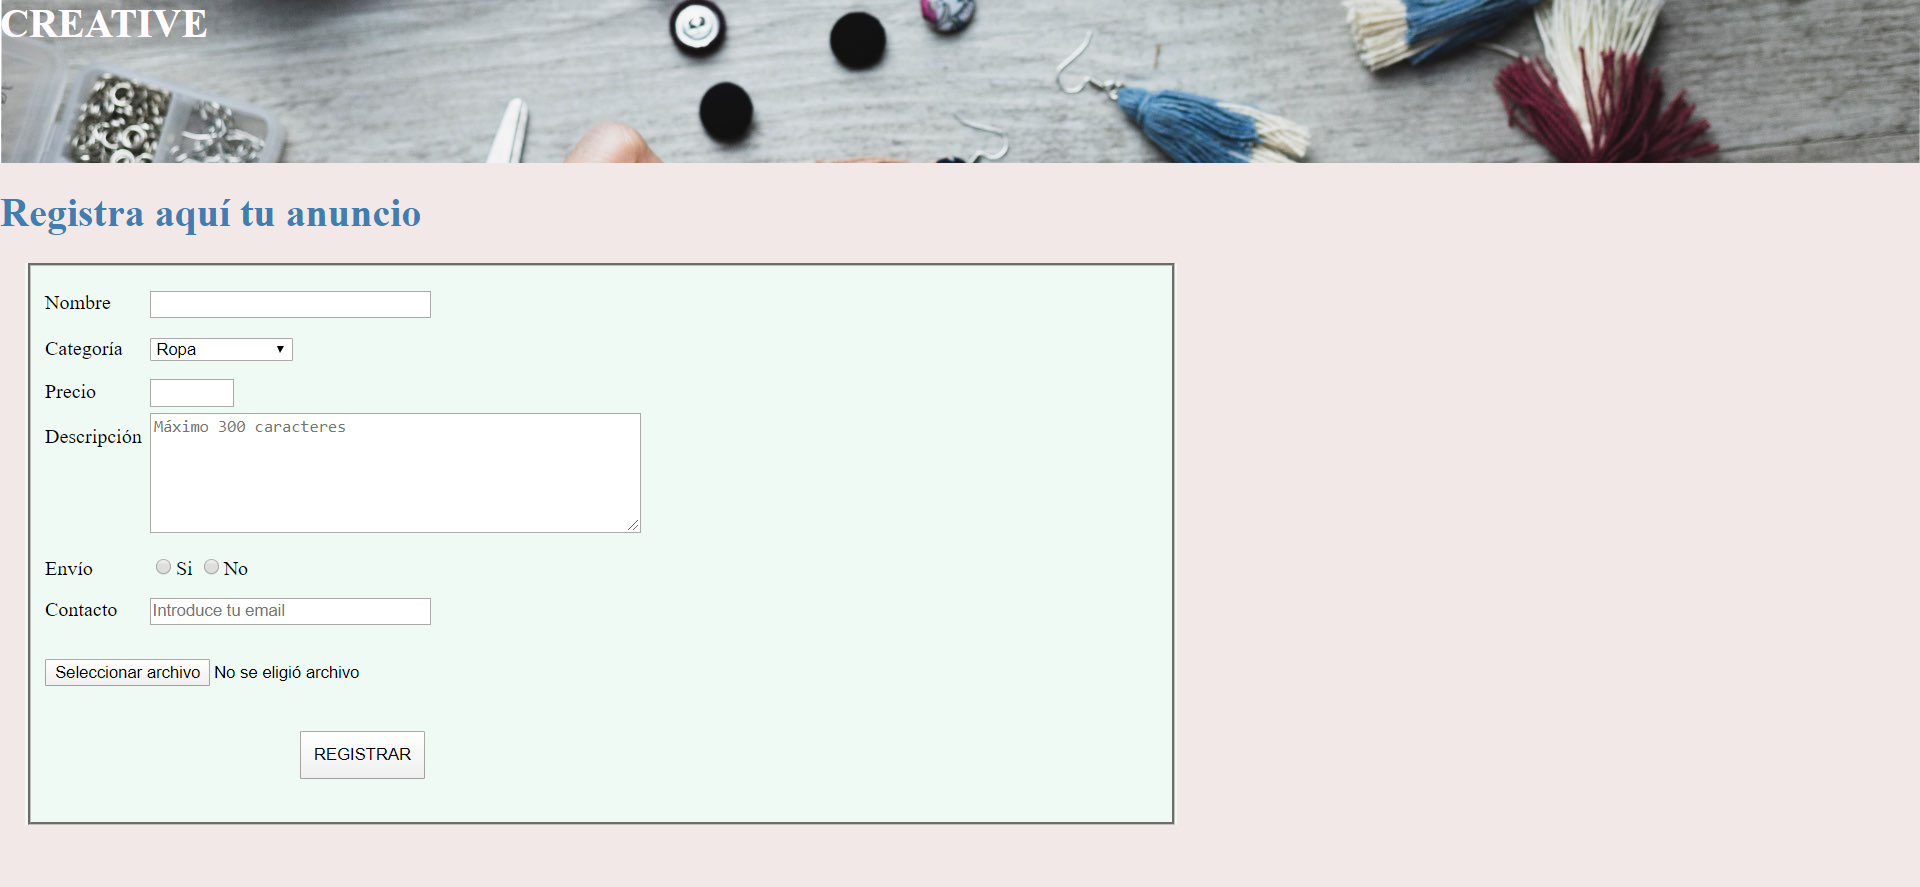 CREATIVE
Registra aquí tu anuncio
Nombre
Categoría Ropa
Precio
Descripción Máximo 300 caracteres
Envío Si No
Contacto Introduce tu email
Seleccionar archivo No se eligió archivo
REGISTRAR